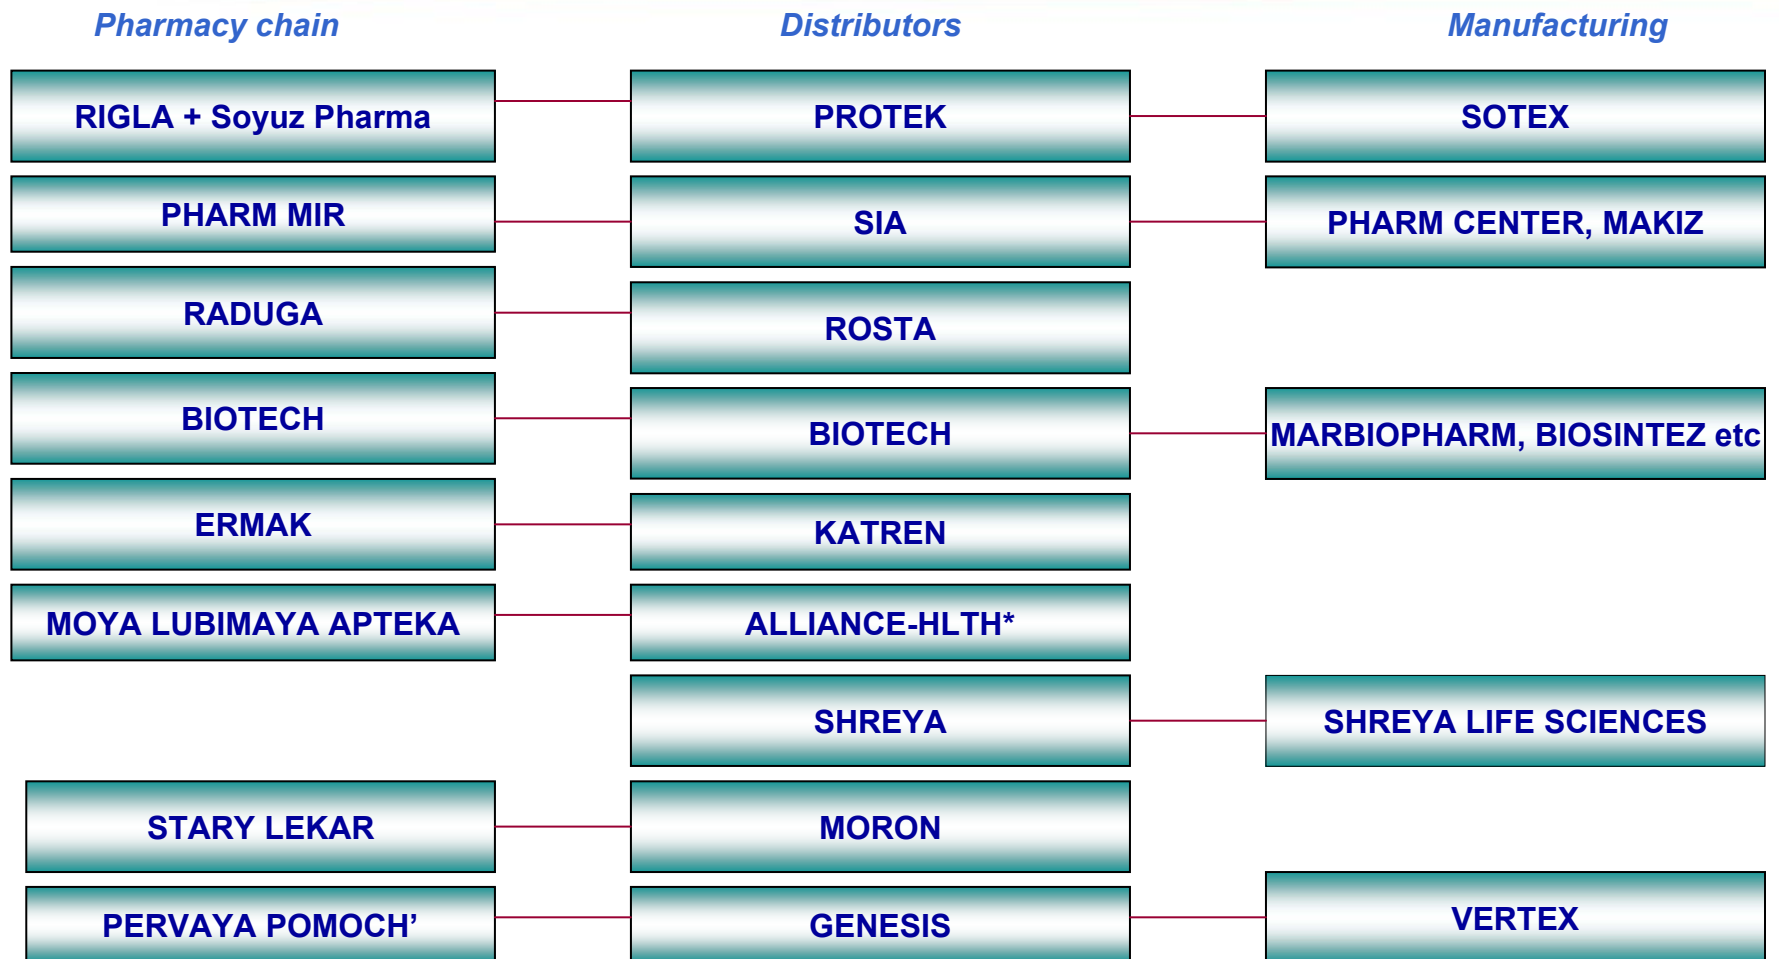 Pharmacy chain Distributors Manufacturing
RIGLA + Soyuz Pharma PROTEK SOTEX
PHARM MIR SIA PHARM CENTER, MAKIZ
RADUGA ROSTA
BIOTECH BIOTECH MARBIOPHARM, BIOSINTEZ etc
ERMAK KATREN
MOYA LUBIMAYA APTEKA ALLIANCE-HLTH*
SHREYA SHREYA LIFE SCIENCES
STARY LEKAR MORON
PERVAYA POMOCH’ GENESIS VERTEX